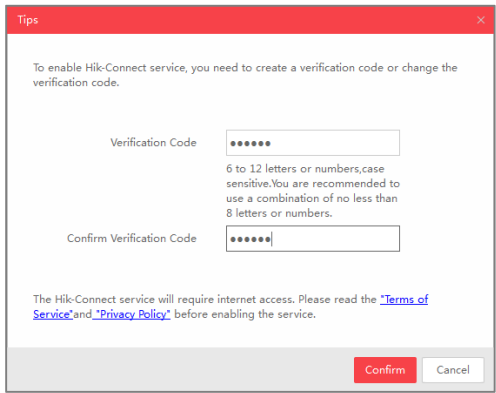 Tips
To enable Hik-Connect service, you need to create a verification code or change the
verification code.
Verification Code ●●●●●●
6 to 12 letters or numbers,case
sensitive.You are recommended to
use a combination of no less than
8 letters or numbers.
Confirm Verification Code ●●●●●●
The Hik-Connect service will require internet access. Please read the "Terms of
Service"and "Privacy Policy" before enabling the service.
Confirm Cancel